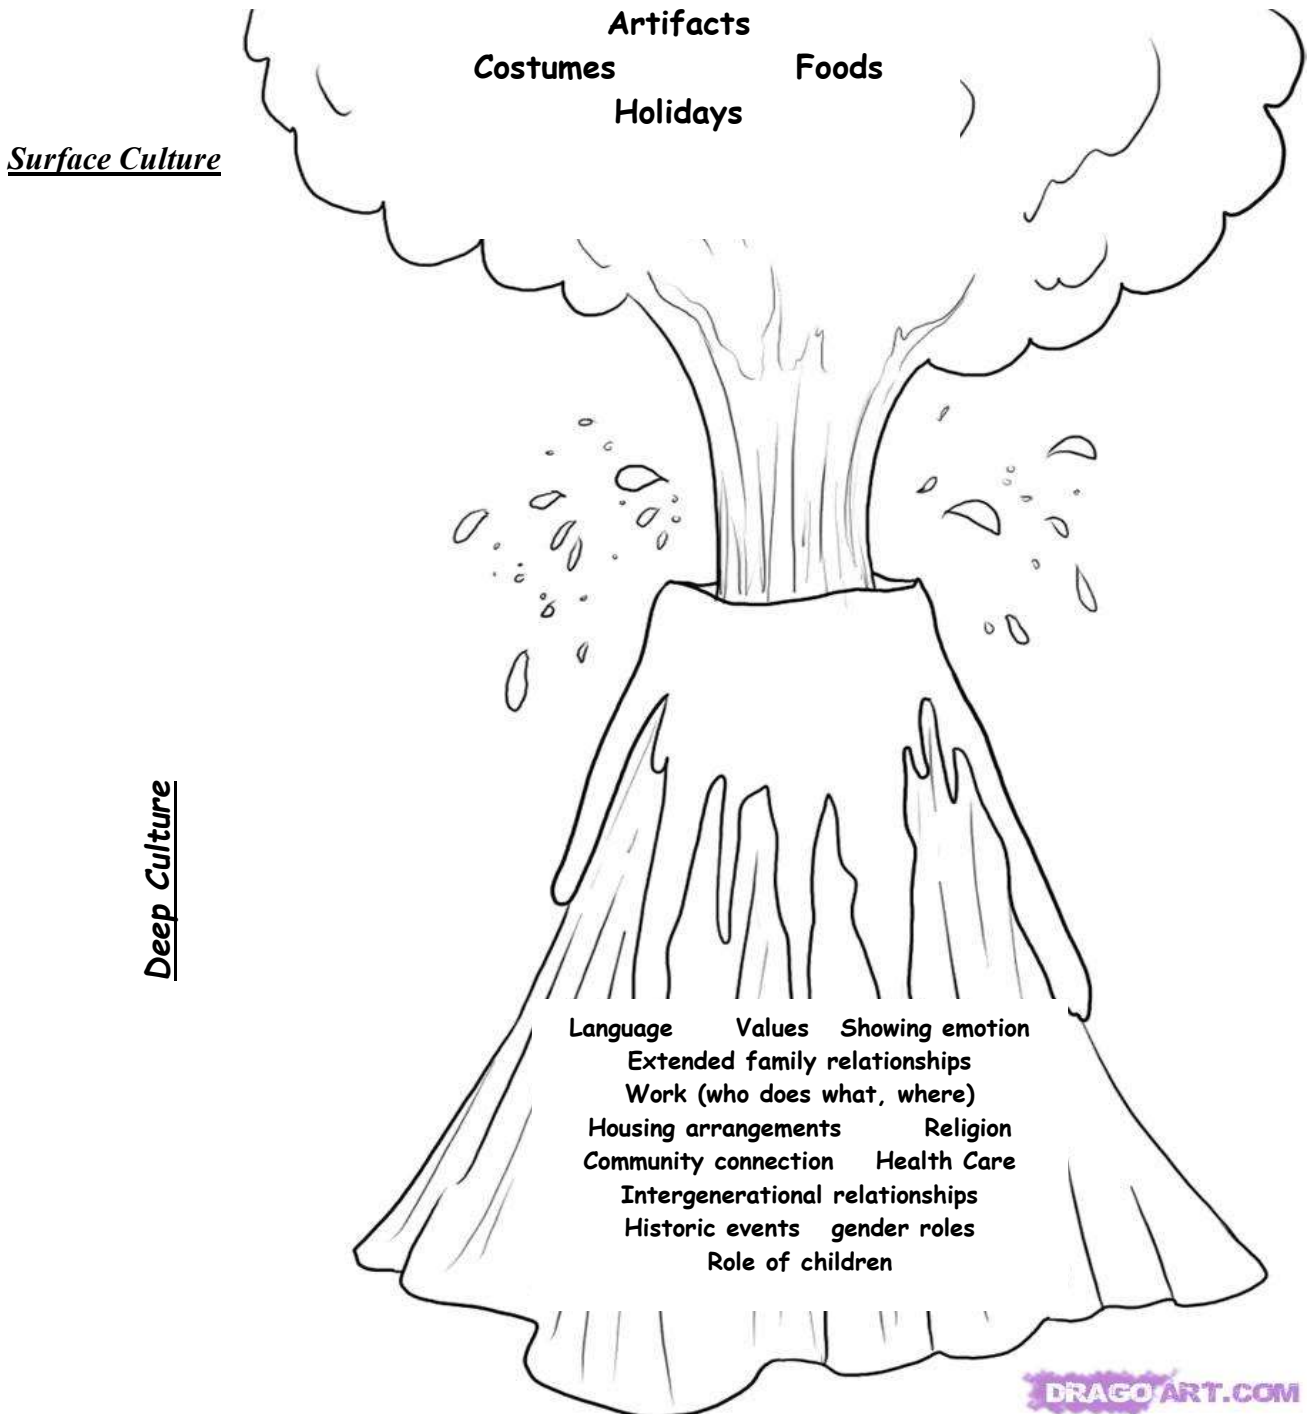 Artifacts
Costumes Foods
Holidays
Surface Culture
Deep Culture
Language Values Showing emotion
Extended family relationships
Work (who does what, where)
Housing arrangements Religion
Community connection Health Care
Intergenerational relationships
Historic events gender roles
Role of children
DRAGOART.COM